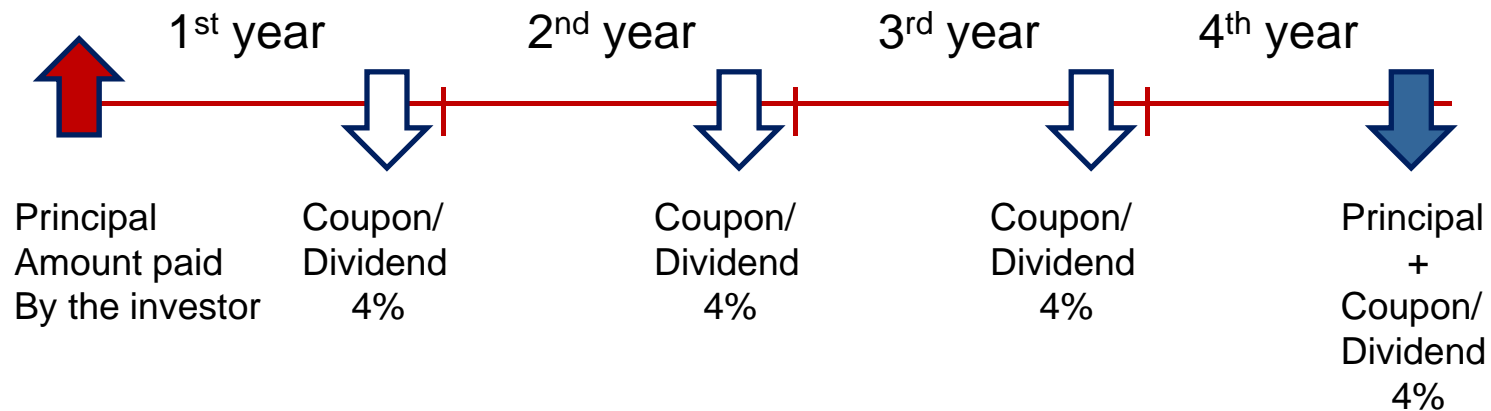 1st year
2nd year
3rd year
4th year
Principal
Amount paid
By the investor
Coupon/
Dividend
4%
Coupon/
Dividend
4%
Coupon/
Dividend
4%
Principal
+
Coupon/
Dividend
4%